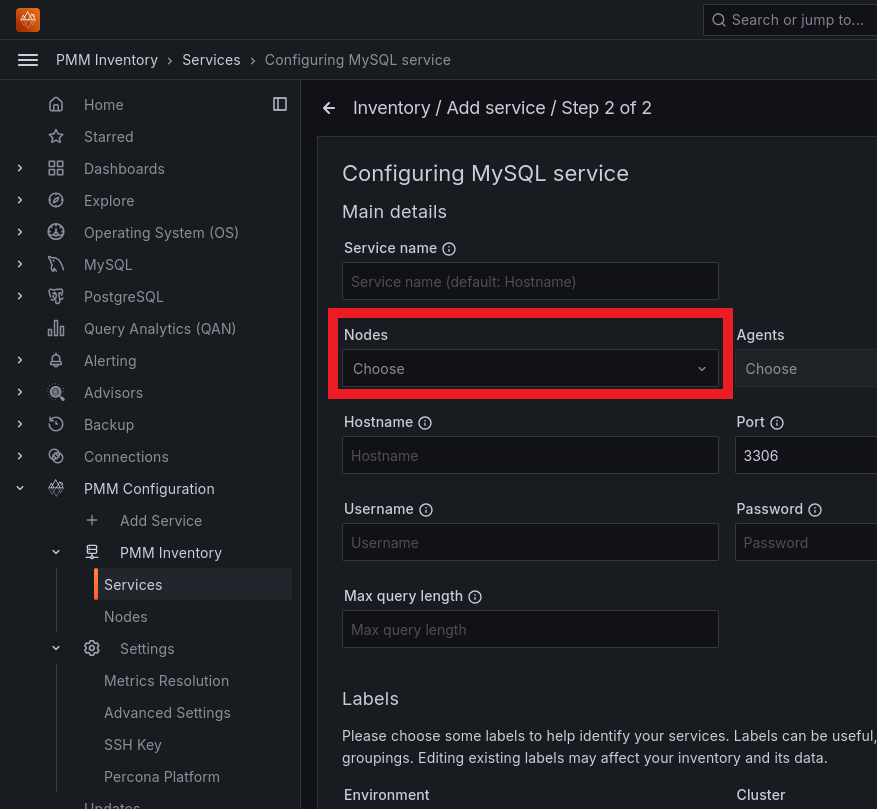 Search or jump to...
PMM Inventory › Services › Configuring MySQL service
Home
Starred
Dashboards
Explore
Operating System (OS)
MySQL
PostgreSQL
Query Analytics (QAN)
Alerting
Advisors
Backup
Connections
PMM Configuration
Add Service
PMM Inventory
Services
Nodes
Settings
Metrics Resolution
Advanced Settings
SSH Key
Percona Platform
Updates
Inventory / Add service / Step 2 of 2
Configuring MySQL service
Main details
Service name
Service name (default: Hostname)
Nodes Agents
Choose Choose
Hostname Port
Hostname 3306
Username Password
Username Password
Max query length
Max query length
Labels
Please choose some labels to help identify your services. Labels can be useful,
groupings. Editing existing labels may affect your inventory and its data.
Environment Cluster